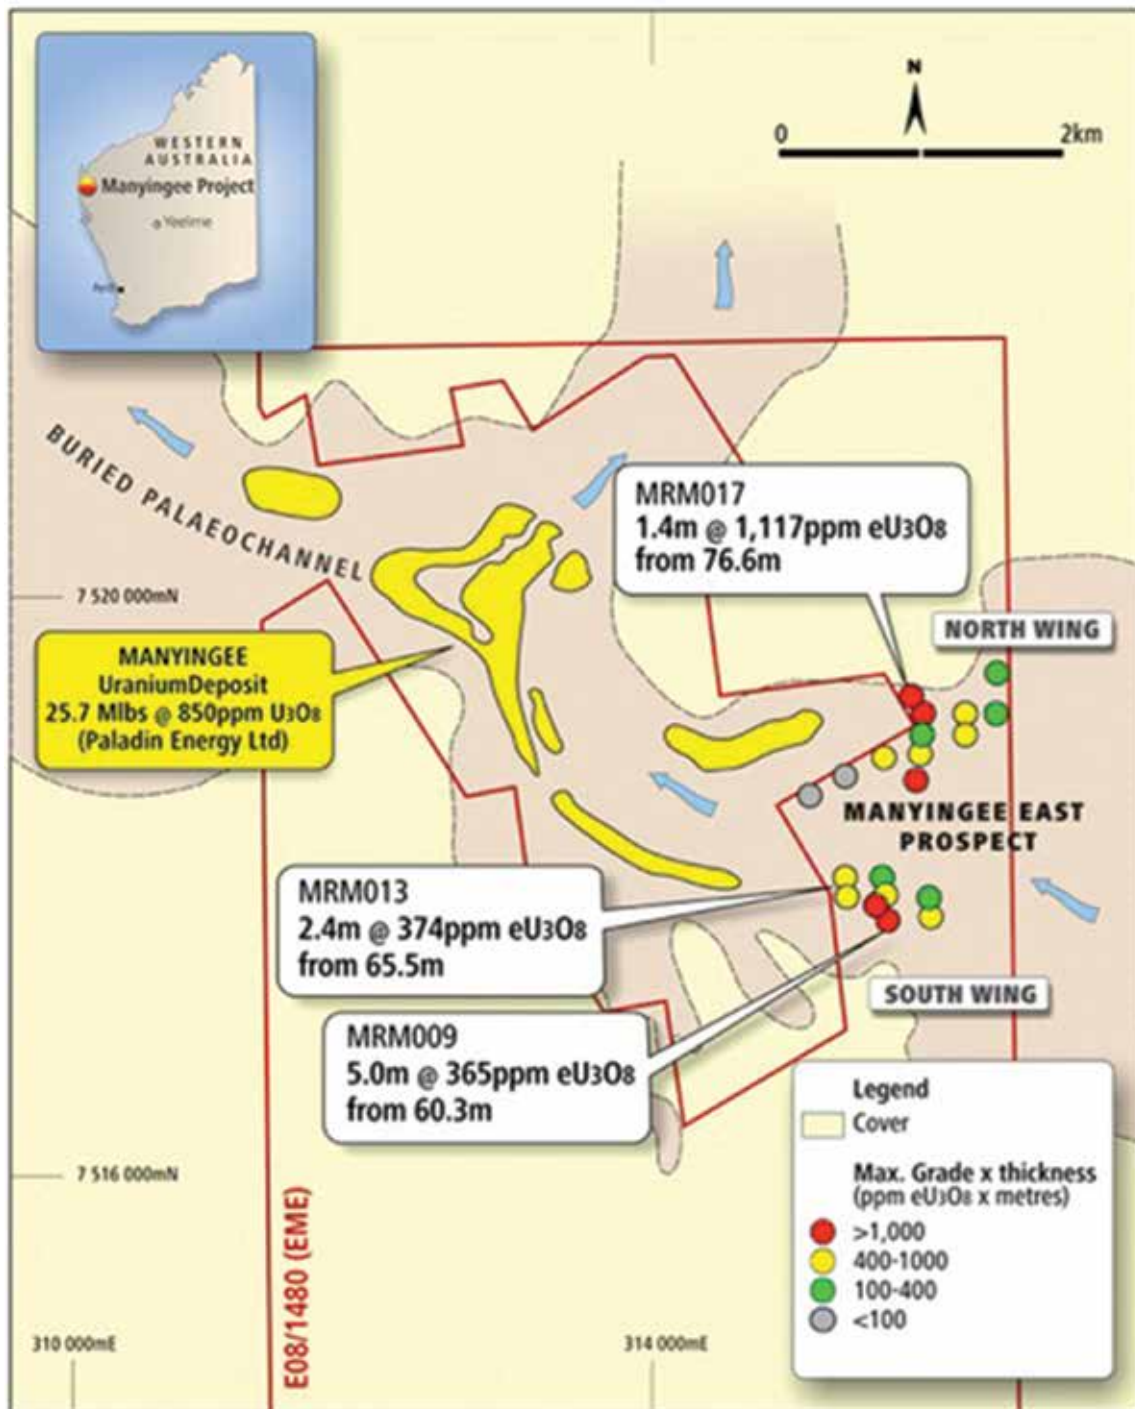 N
0 2km
WESTERN
AUSTRALIA
Manyingee Project
Yeelirrie
Perth
BURIED PALAEOCHANNEL
MRM017
1.4m @ 1,117ppm eU3O8
from 76.6m
7 520 000mN
NORTH WING
MANYINGEE
UraniumDeposit
25.7 Mlbs @ 850ppm U3O8
(Paladin Energy Ltd)
MANYINGEE EAST
PROSPECT
MRM013
2.4m @ 374ppm eU3O8
from 65.5m
SOUTH WING
MRM009
5.0m @ 365ppm eU3O8
from 60.3m
7 516 000mN
E08/1480 (EME)
310 000mE
314 000mE
Legend
Cover
Max. Grade x thickness
(ppm eU3O8 x metres)
>1,000
400-1000
100-400
<100